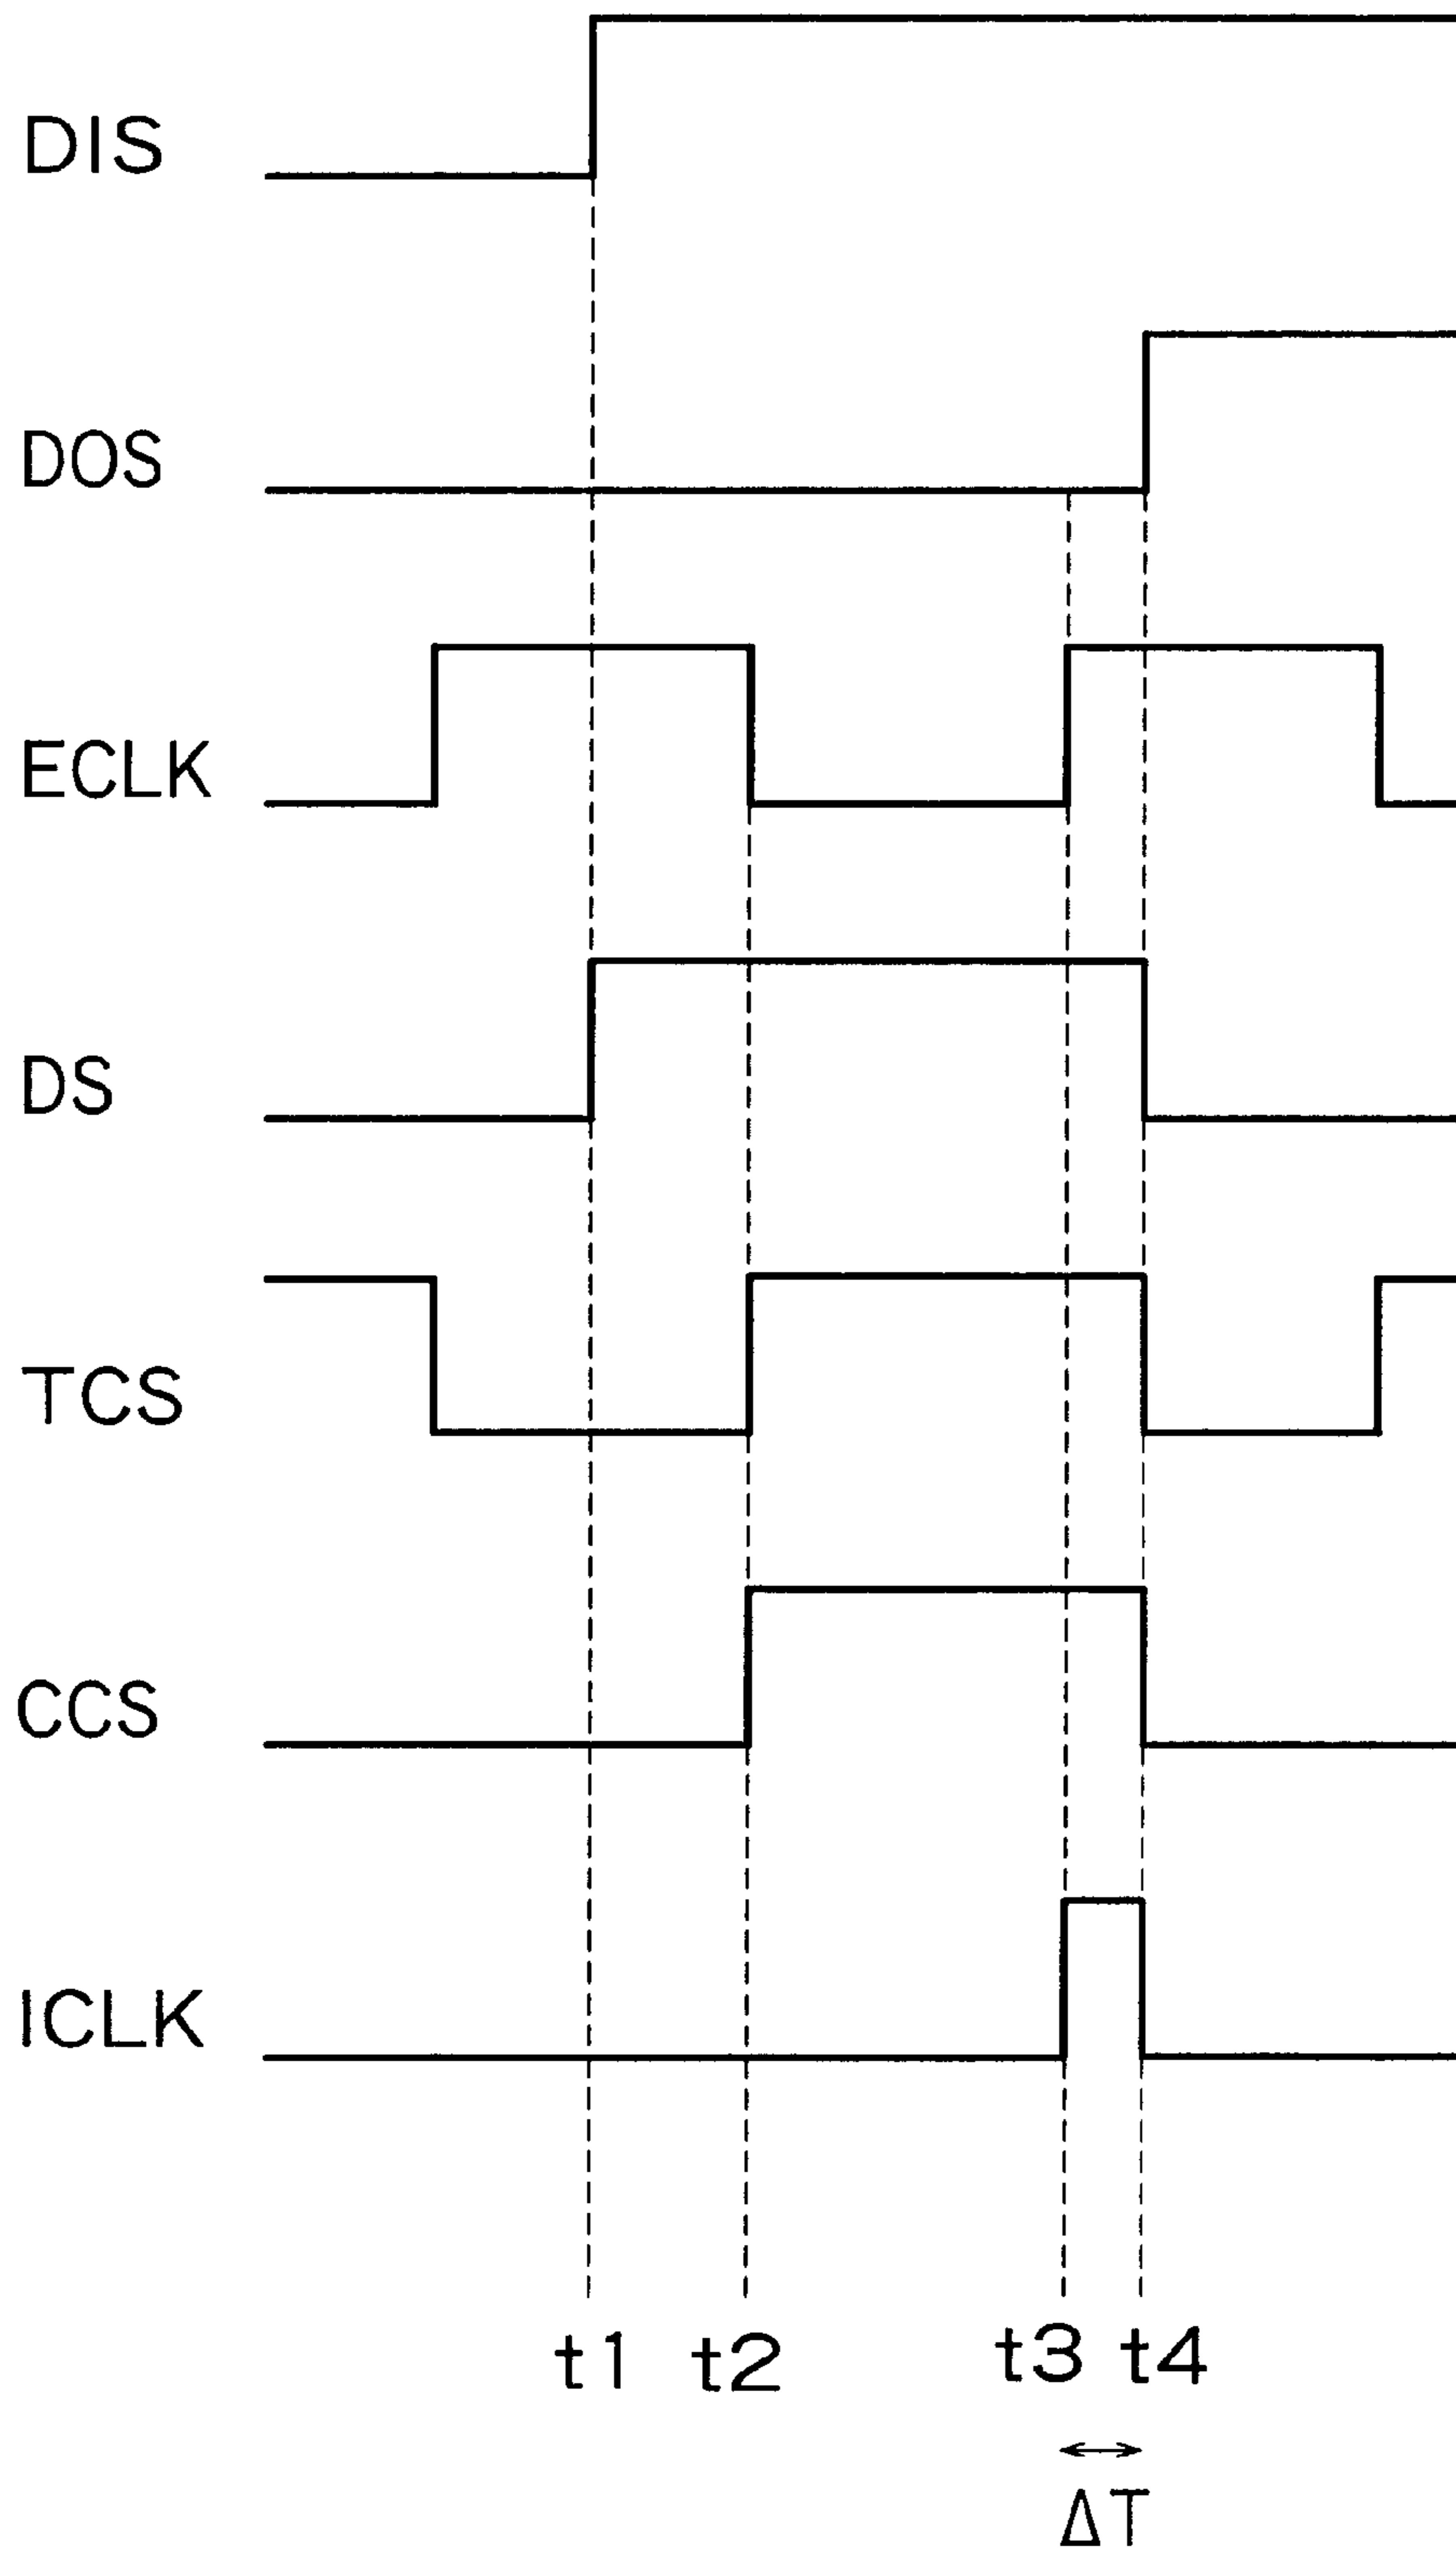 DIS
DOS
ECLK
DS
TCS
CCS
ICLK
t1 t2 t3 t4
ΔT